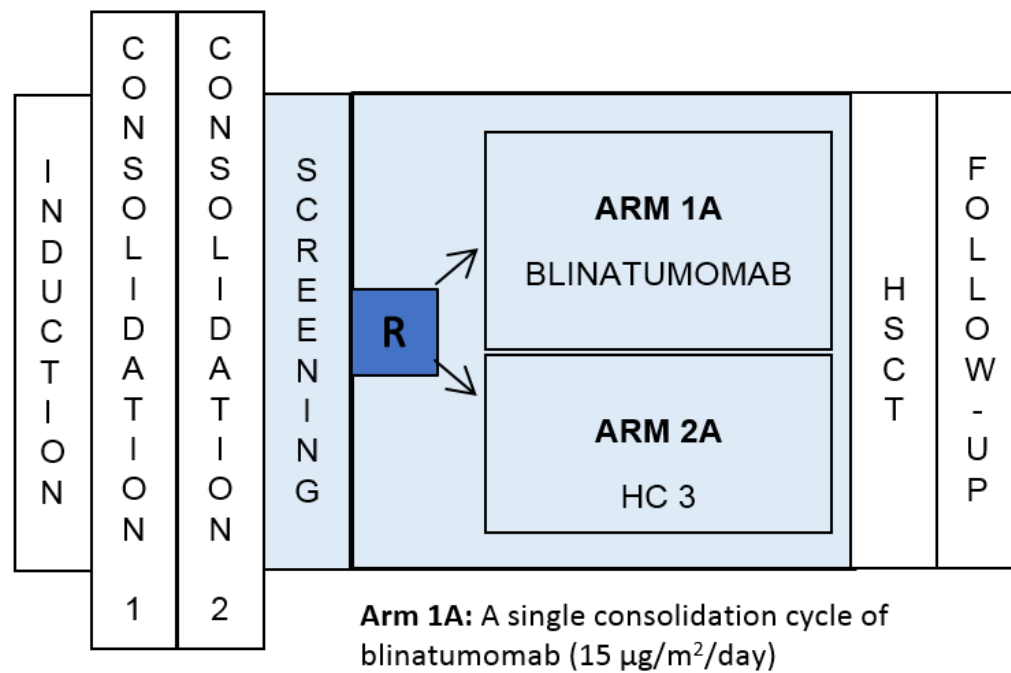 INDUCTION
CONSOLIDATION 1
CONSOLIDATION 2
SCREENING
R
ARM 1A
BLINATUMOMAB
ARM 2A
HC 3
HSCT
FOLLOW-UP
Arm 1A: A single consolidation cycle of
blinatumomab (15 µg/m²/day)